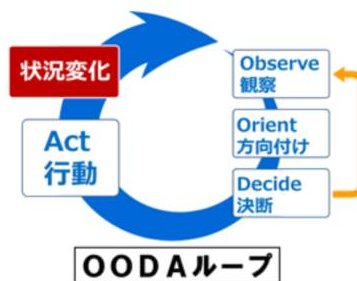 状況変化
Observe
観察
Orient
方向付け
Decide
決断
Act
行動
OODAループ